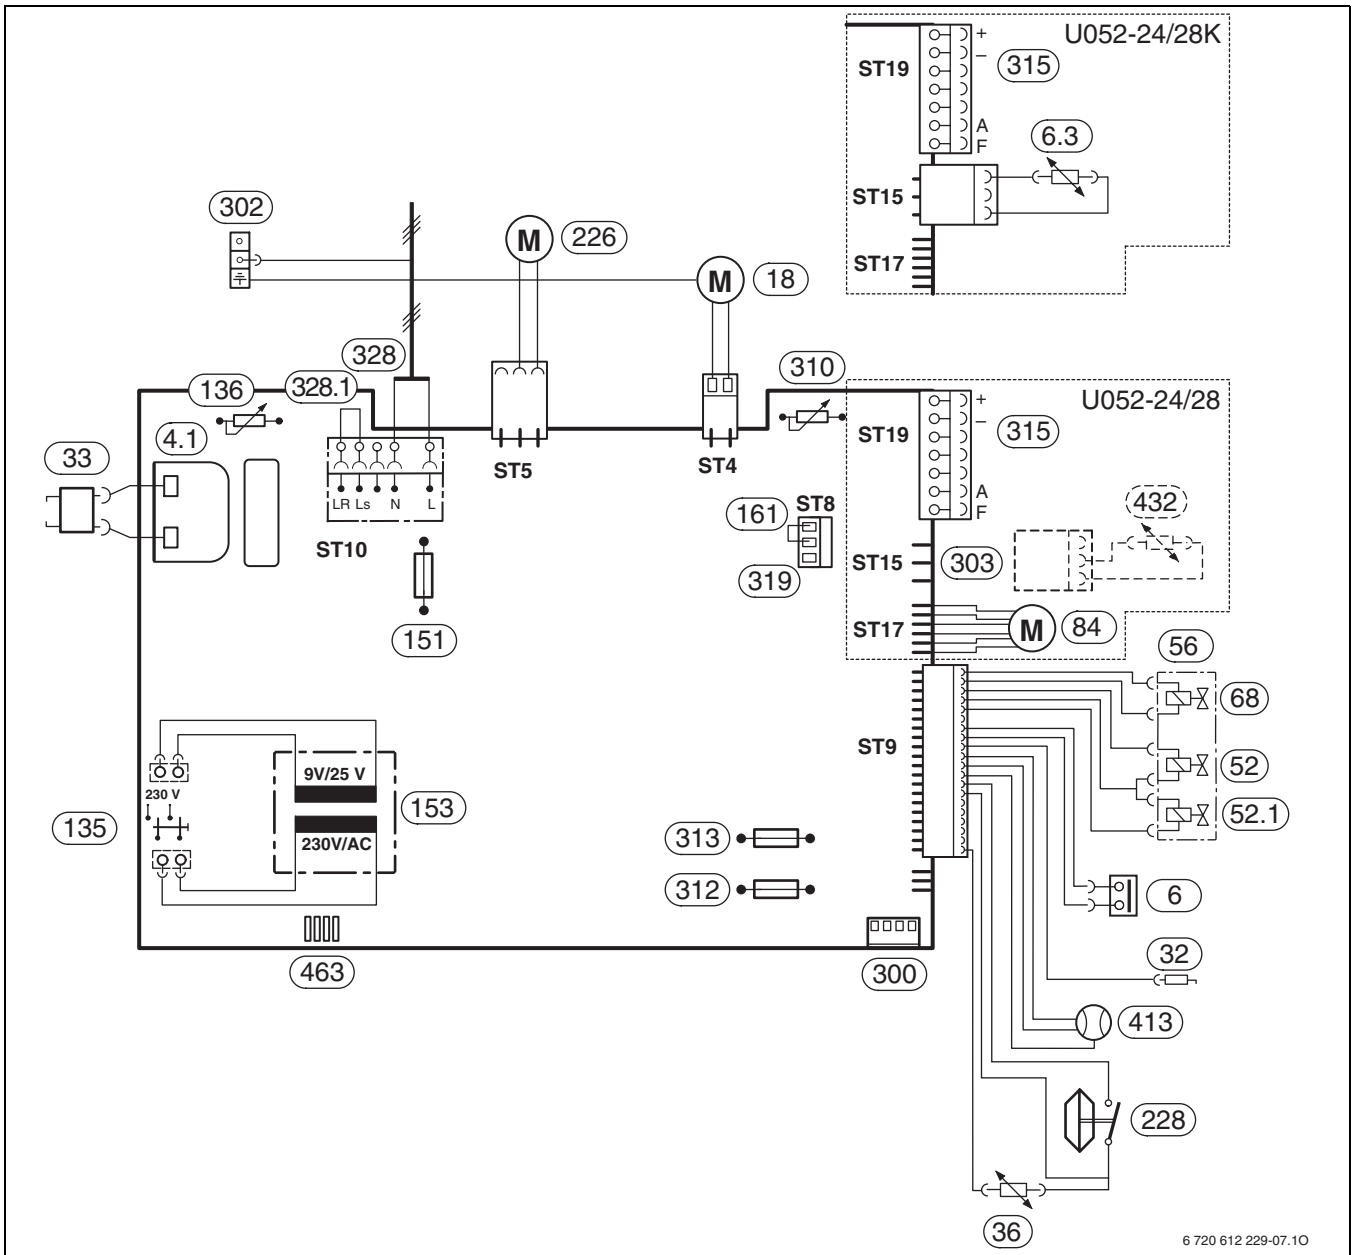 U052-24/28K
+
–
ST19
315
A
F
6.3
ST15
ST17
302
M
226
M
18
328
310
136
328.1
4.1
33
U052-24/28
+
–
ST19
315
A
F
ST5
ST4
LR Ls N L
ST10
161
ST8
319
432
ST15
303
151
ST17
M
84
56
68
ST9
52
52.1
9V/25 V
230 V
153
135
230V/AC
313
312
6
463
300
32
413
228
36
6 720 612 229-07.1O